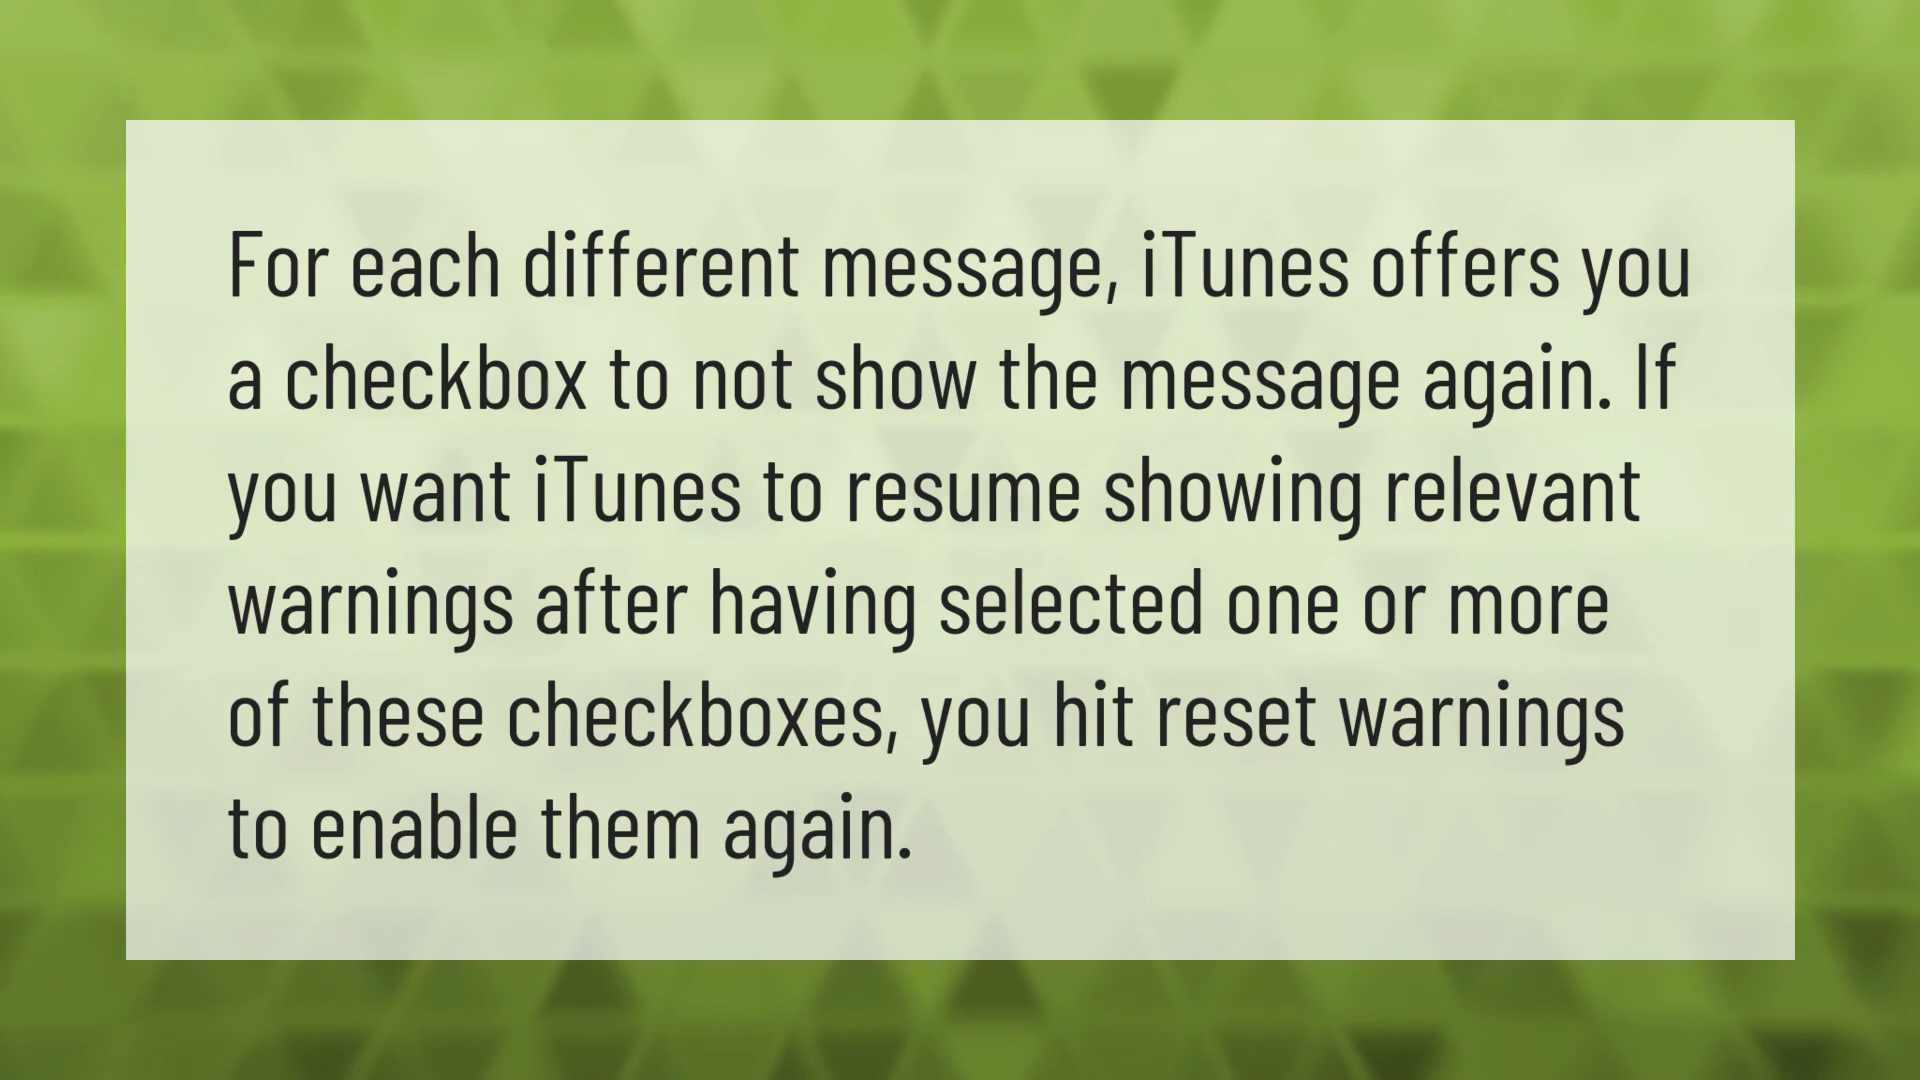 For each different message, iTunes offers you
a checkbox to not show the message again. If
you want iTunes to resume showing relevant
warnings after having selected one or more
of these checkboxes, you hit reset warnings
to enable them again.